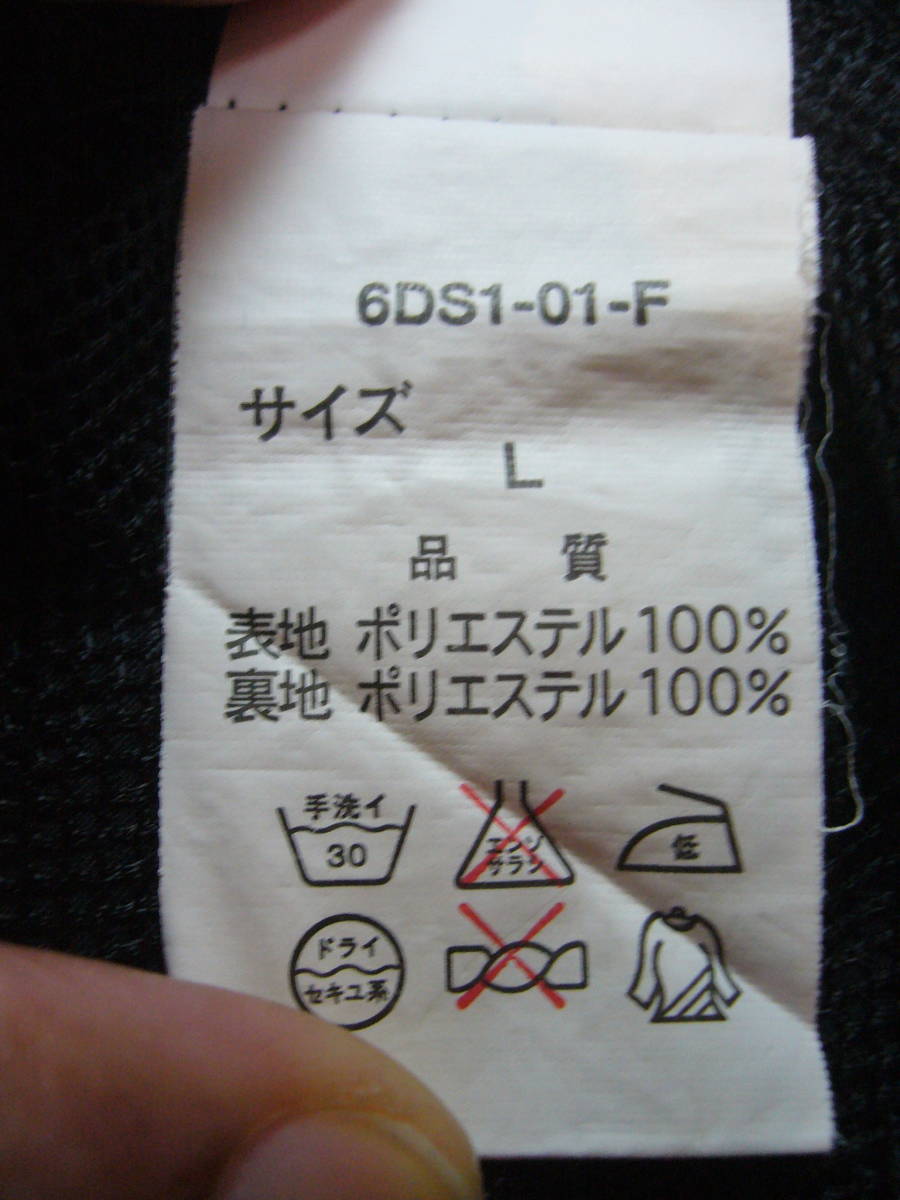 6DS1-01-F
サイズ
L
品 質
表地 ポリエステル100%
裏地 ポリエステル100%
手洗イ
30
エンソ
サラシ
低
ドライ
セキユ系